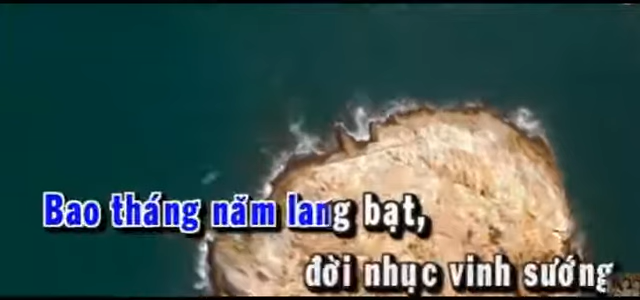 Bao tháng năm lang bạt,
đời nhục vinh sướng